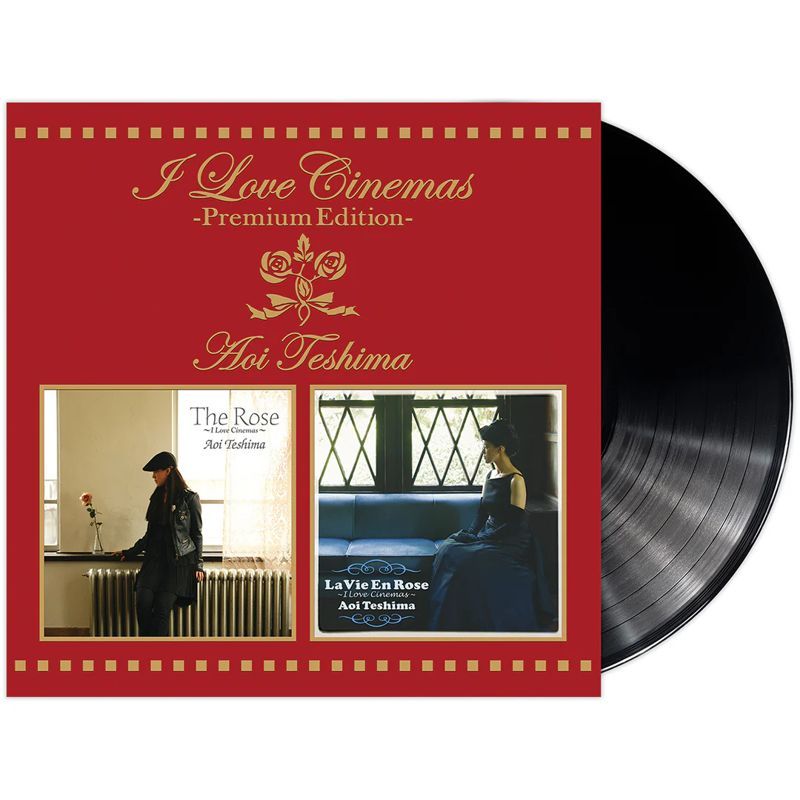 I Love Cinemas
-Premium Edition-
Aoi Teshima
The Rose
~I Love Cinemas~
Aoi Teshima
La Vie En Rose
~I Love Cinemas~
Aoi Teshima